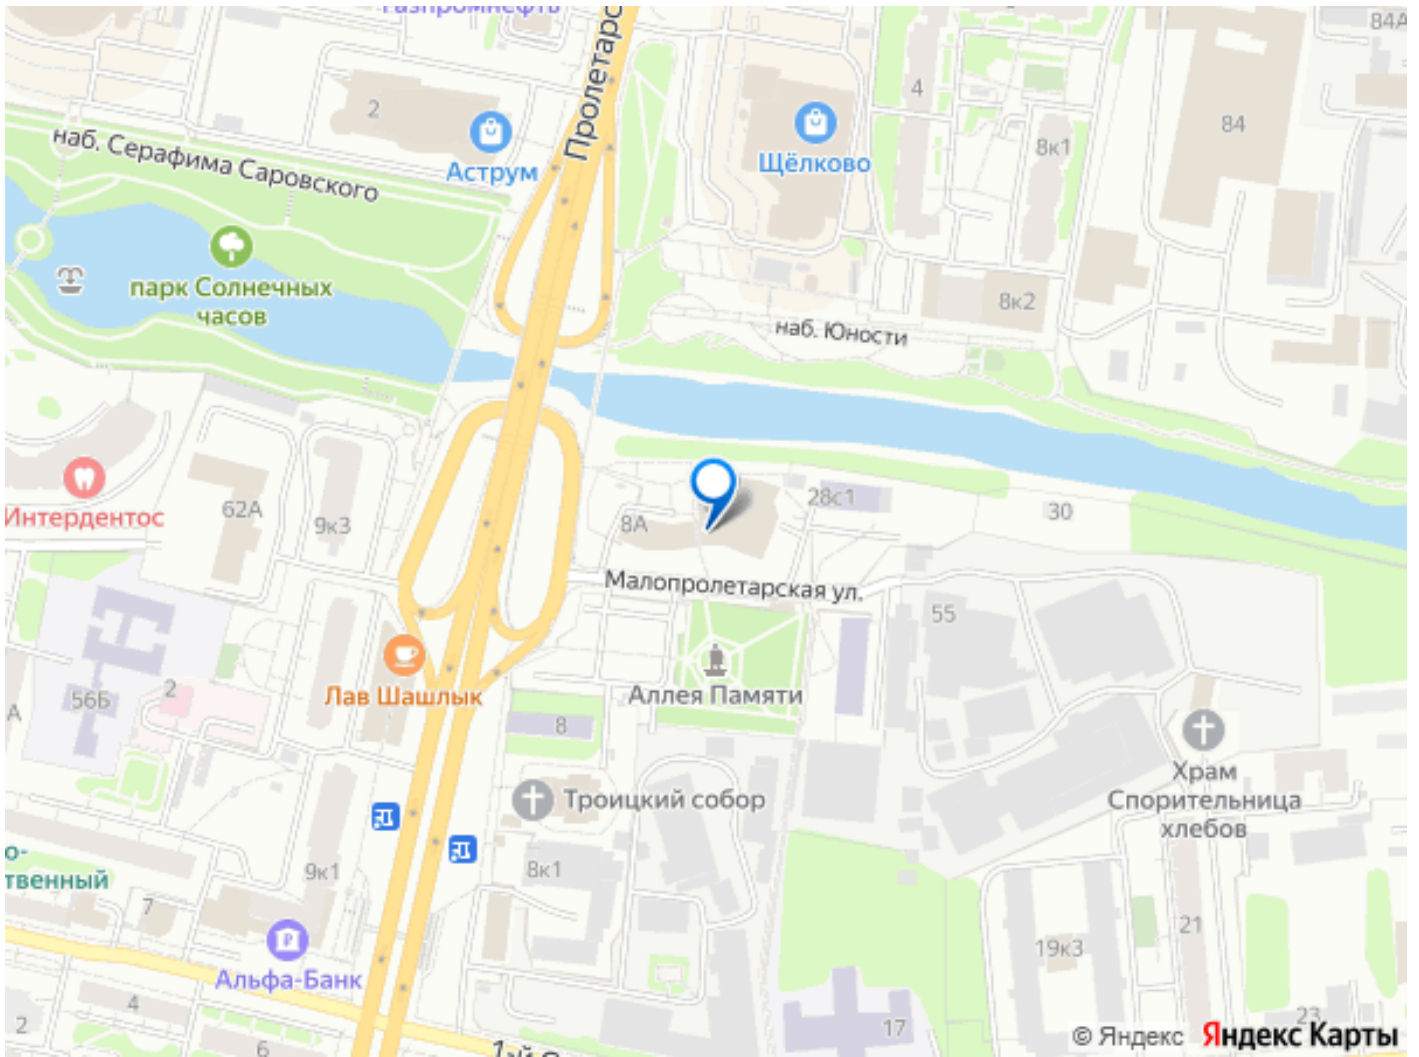 Газпромнефть
84А
Пролетарс
2
4
84
наб. Серафима Саровского
Аструм
Щёлково
8к1
парк Солнечных
часов
8к2
наб. Юности
Интердентос
62А
9к3
8А
28с1
30
Малопролетарская ул.
55
Лав Шашлык
Аллея Памяти
2
56Б
А
8
Храм
Спорительница
хлебов
Троицкий собор
о-
твенный
9к1
8к1
7
21
19к3
Альфа-Банк
4
2
6
17
23
© Яндекс Яндекс Карты